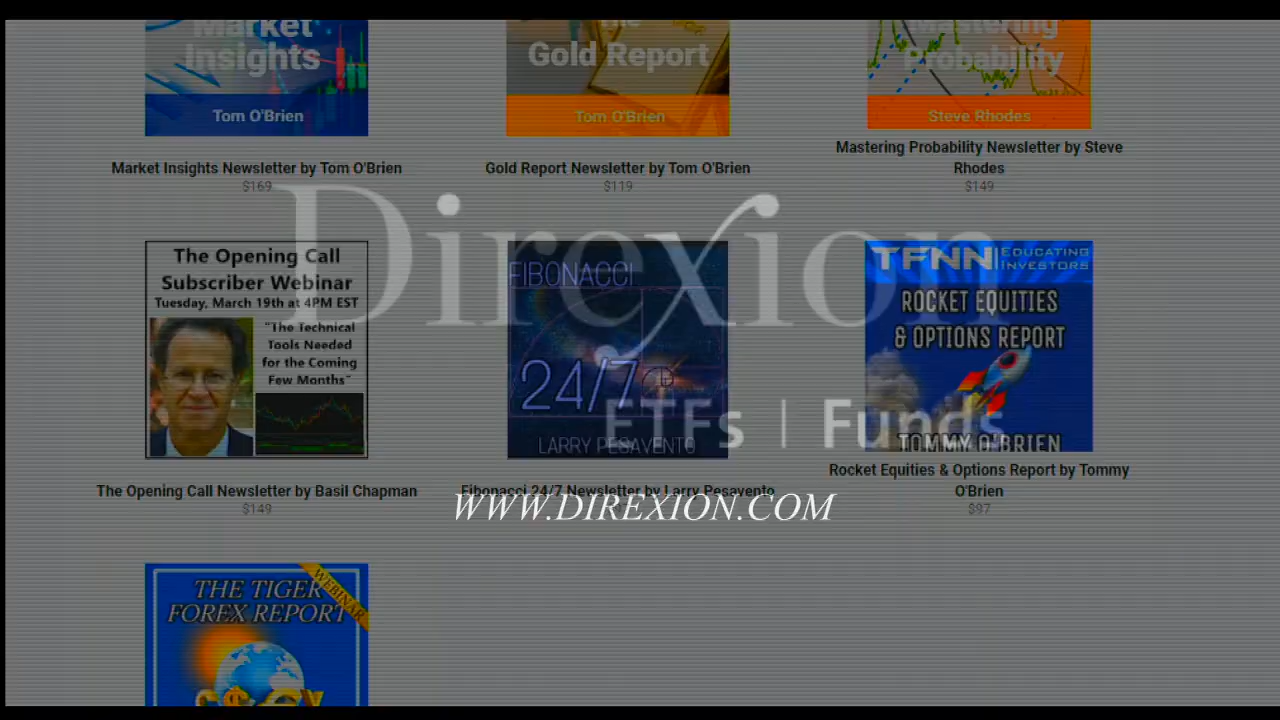 Market
Insights
Tom O'Brien
Market Insights Newsletter by Tom O'Brien
$169
the
Gold Report
Tom O'Brien
Gold Report Newsletter by Tom O'Brien
$119
Mastering
Probability
Steve Rhodes
Mastering Probability Newsletter by Steve
Rhodes
$149
Direxion
ETFs | Funds
WWW.DIREXION.COM
The Opening Call
Subscriber Webinar
Tuesday, March 19th at 4PM EST
"The Technical
Tools Needed
for the Coming
Few Months"
The Opening Call Newsletter by Basil Chapman
$149
FIBONACCI
24/7
LARRY PESAVENTO
Fibonacci 24/7 Newsletter by Larry Pesavento
TFNN EDUCATING
INVESTORS
ROCKET EQUITIES
& OPTIONS REPORT
TOMMY O'BRIEN
Rocket Equities & Options Report by Tommy
O'Brien
$97
WEBINAR
THE TIGER
FOREX REPORT